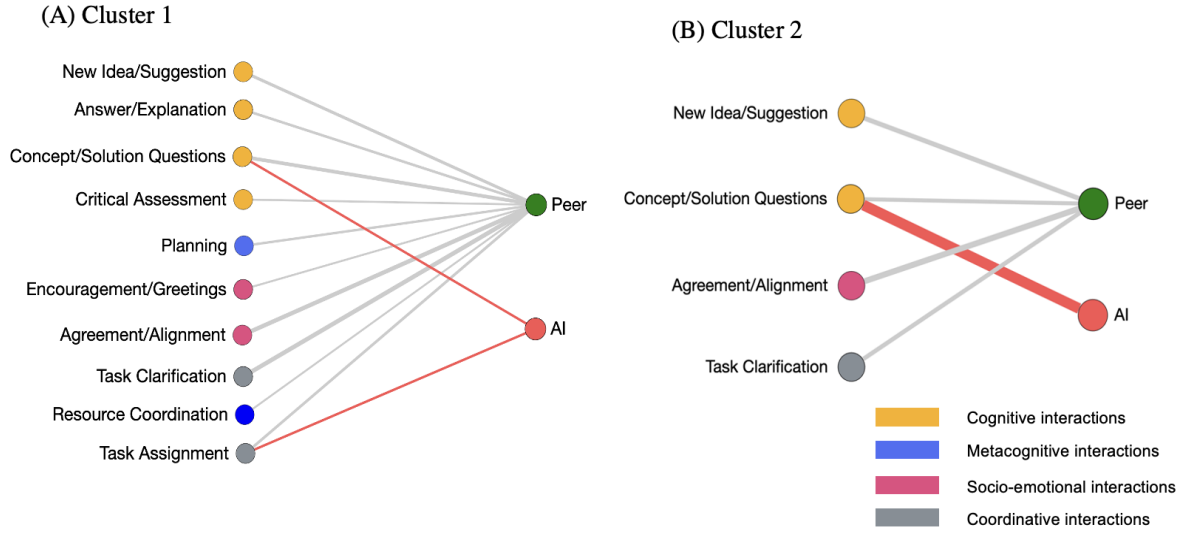 (A) Cluster 1
New Idea/Suggestion
Answer/Explanation
Concept/Solution Questions
Critical Assessment
Planning
Encouragement/Greetings
Agreement/Alignment
Task Clarification
Resource Coordination
Task Assignment
Peer
AI
(B) Cluster 2
New Idea/Suggestion
Concept/Solution Questions
Agreement/Alignment
Task Clarification
Peer
AI
Cognitive interactions
Metacognitive interactions
Socio-emotional interactions
Coordinative interactions